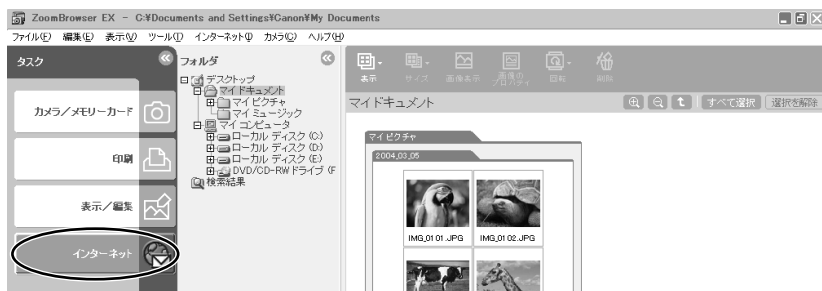 ZoomBrowser EX - C:¥Documents and Settings¥Canon¥My Documents
ファイル(F) 編集(E) 表示(V) ツール(T) インターネット(I) カメラ(C) ヘルプ(H)
タスク
カメラ/メモリーカード
印刷
表示/編集
インターネット
フォルダ
デスクトップ
マイ ドキュメント
マイ ピクチャ
マイ ミュージック
マイ コンピュータ
ローカル ディスク (C:)
ローカル ディスク (D:)
ローカル ディスク (E:)
DVD/CD-RW ドライブ (F
検索結果
表示 サイズ 画像表示 画像のプロパティ 回転 削除
マイ ドキュメント
すべて選択 選択を解除
マイ ピクチャ
2004_03_05
IMG_0101.JPG IMG_0102.JPG